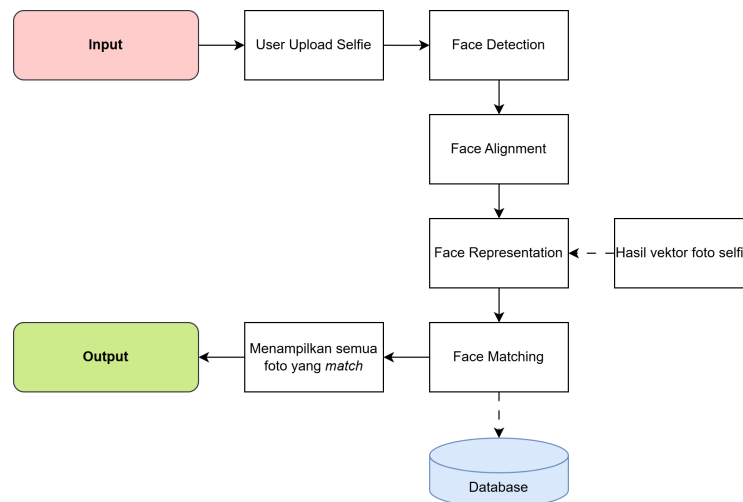 Input
User Upload Selfie
Face Detection
Face Alignment
Face Representation
Hasil vektor foto selfi
Output
Menampilkan semua
foto yang match
Face Matching
Database